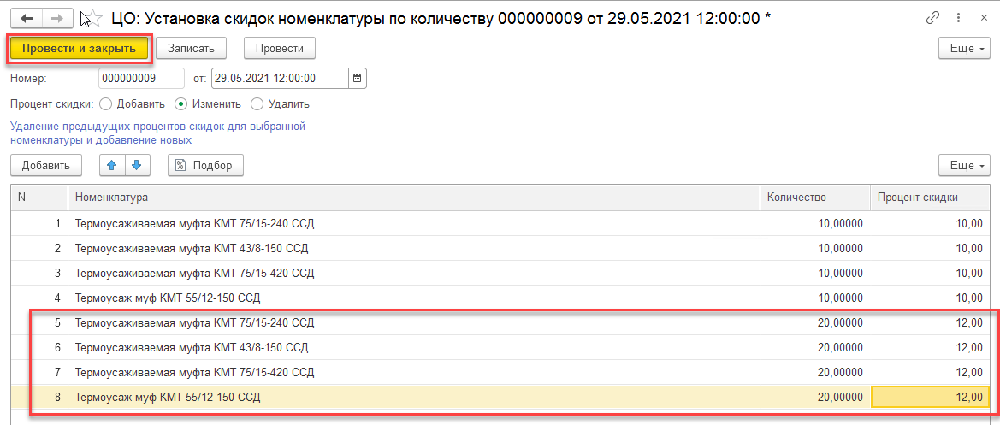 ЦО: Установка скидок номенклатуры по количеству 000000009 от 29.05.2021 12:00:00 *
Провести и закрыть Записать Провести Еще
Номер: 000000009 от: 29.05.2021 12:00:00
Процент скидки: Добавить Изменить Удалить
Удаление предыдущих процентов скидок для выбранной
номенклатуры и добавление новых
Добавить Подбор Еще
N Номенклатура Количество Процент скидки
1 Термоусаживаемая муфта КМТ 75/15-240 ССД 10,00000 10,00
2 Термоусаживаемая муфта КМТ 43/8-150 ССД 10,00000 10,00
3 Термоусаживаемая муфта КМТ 75/15-420 ССД 10,00000 10,00
4 Термоусаж муф КМТ 55/12-150 ССД 10,00000 10,00
5 Термоусаживаемая муфта КМТ 75/15-240 ССД 20,00000 12,00
6 Термоусаживаемая муфта КМТ 43/8-150 ССД 20,00000 12,00
7 Термоусаживаемая муфта КМТ 75/15-420 ССД 20,00000 12,00
8 Термоусаж муф КМТ 55/12-150 ССД 20,00000 12,00